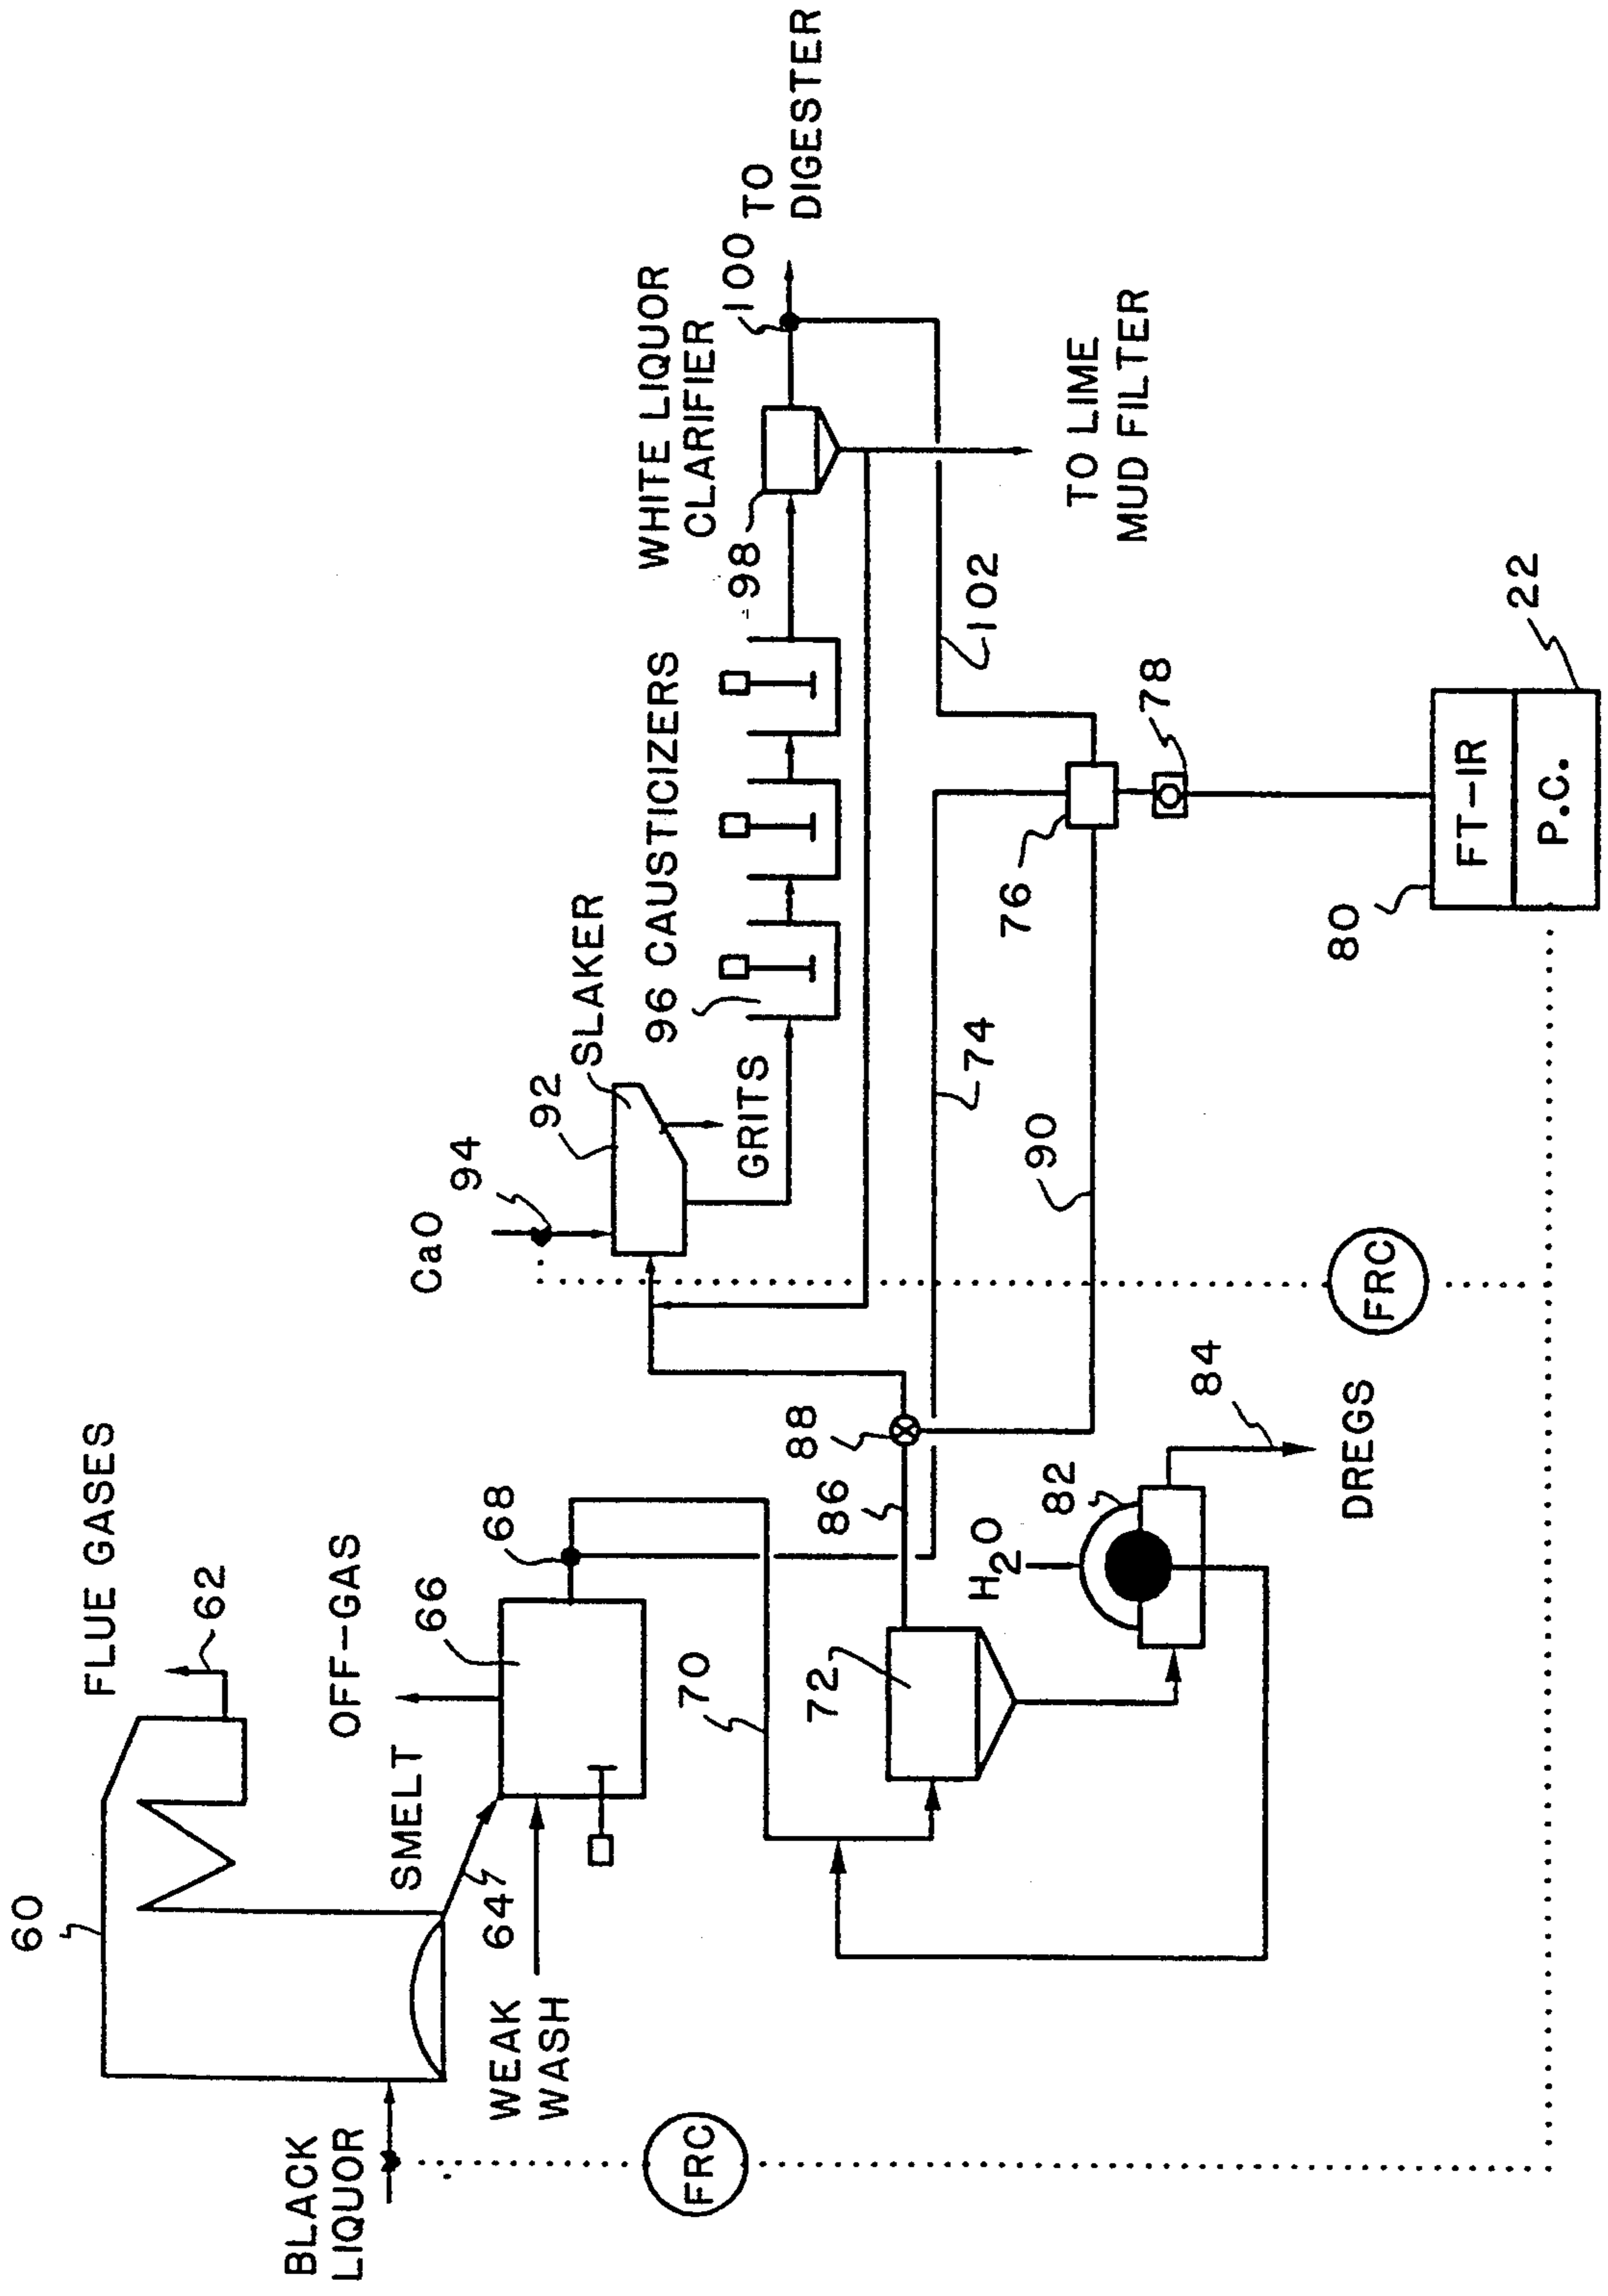 60
FLUE GASES
62
BLACK
LIQUOR
SMELT
64
OFF-GAS
66
WEAK
WASH
68
70
72
86
88
H2O
82
84
DREGS
FRC
FRC
CaO
94
92
SLAKER
GRITS
96 CAUSTICIZERS
WHITE LIQUOR
CLARIFIER
98
100
TO
DIGESTER
TO LIME
MUD FILTER
102
74
90
76
78
80
FT-IR
P.C.
22